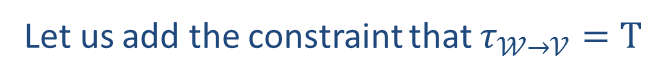 Let us add the constraint that τ_{𝒲→𝒱} = T